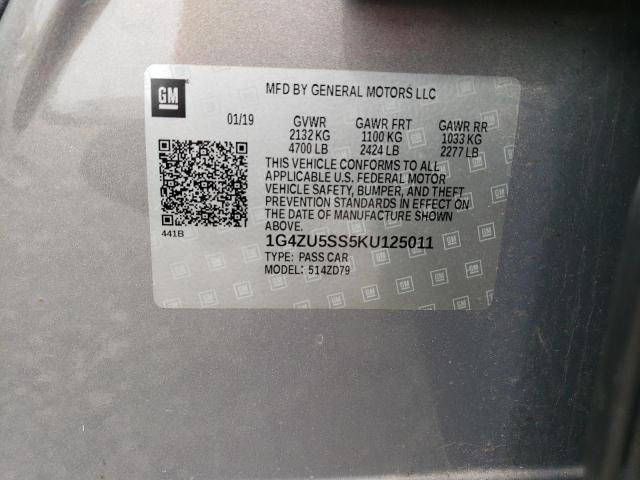 GM
MFD BY GENERAL MOTORS LLC
01/19 GVWR GAWR FRT GAWR RR
2132 KG 1100 KG 1033 KG
4700 LB 2424 LB 2277 LB
THIS VEHICLE CONFORMS TO ALL
APPLICABLE U.S. FEDERAL MOTOR
VEHICLE SAFETY, BUMPER, AND THEFT
PREVENTION STANDARDS IN EFFECT ON
THE DATE OF MANUFACTURE SHOWN
ABOVE.
441B
1G4ZU5SS5KU125011
TYPE: PASS CAR
MODEL: 514ZD79